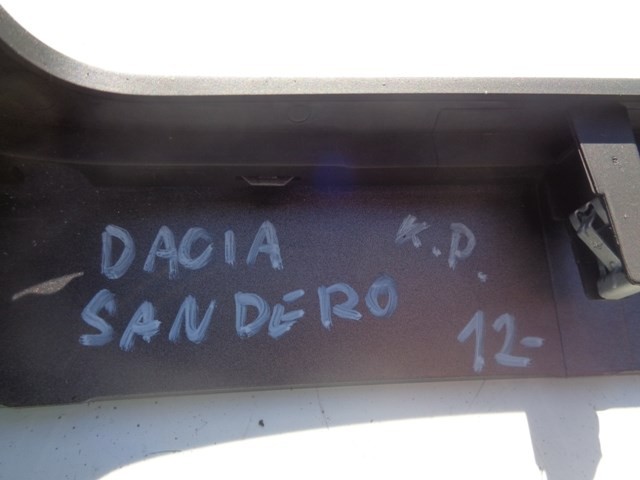 DACIA K.P.
SANDERO
12-